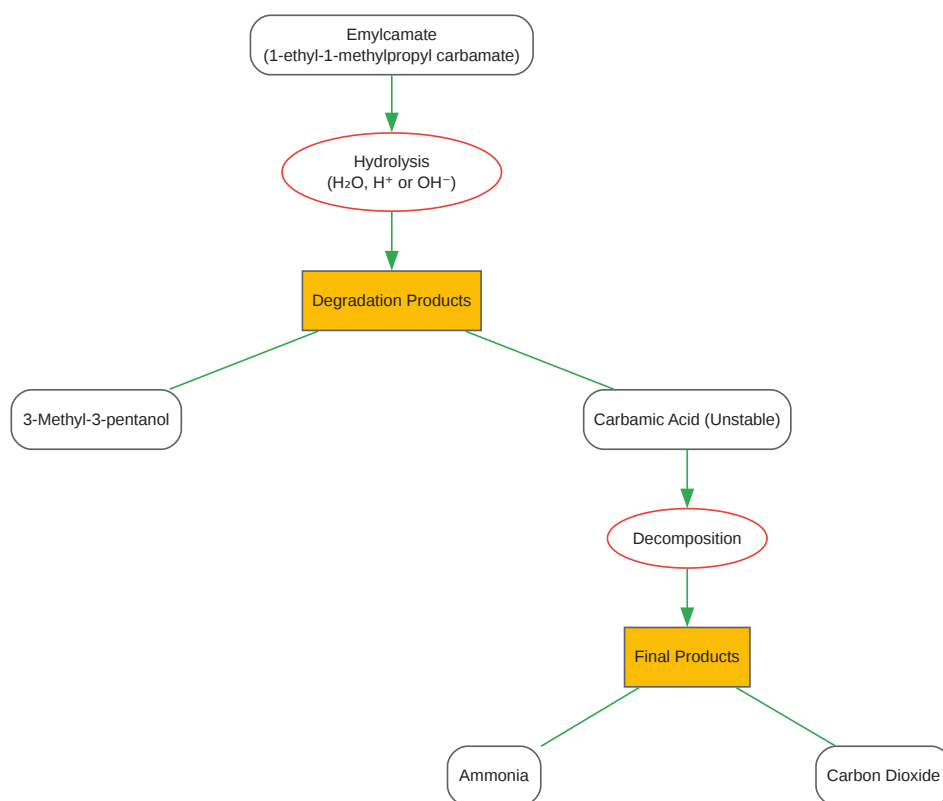 Emylcamate
(1-ethyl-1-methylpropyl carbamate)
Hydrolysis
(H₂O, H⁺ or OH⁻)
Degradation Products
3-Methyl-3-pentanol
Carbamic Acid (Unstable)
Decomposition
Final Products
Ammonia
Carbon Dioxide